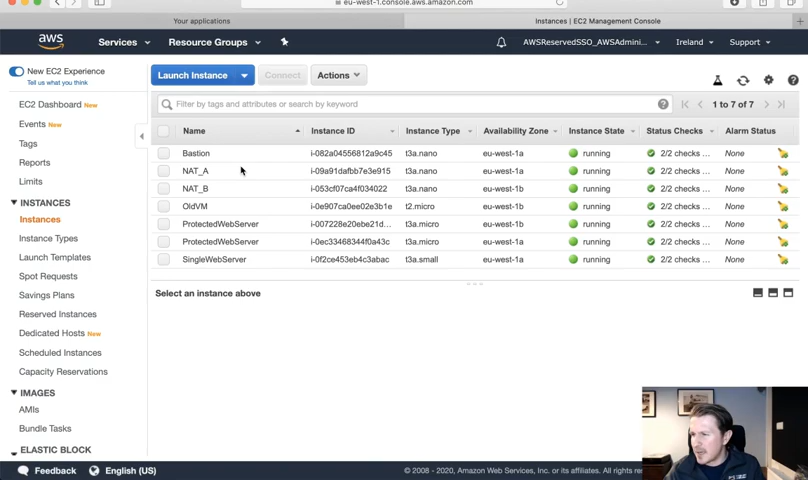 eu-west-1.console.aws.amazon.com
Your applications
Instances | EC2 Management Console
aws
Services
Resource Groups
AWSReservedSSO_AWSAdmini...
Ireland
Support
New EC2 Experience
Tell us what you think
EC2 Dashboard New
Events New
Tags
Reports
Limits
INSTANCES
Instances
Instance Types
Launch Templates
Spot Requests
Savings Plans
Reserved Instances
Dedicated Hosts New
Scheduled Instances
Capacity Reservations
IMAGES
AMIs
Bundle Tasks
ELASTIC BLOCK
Launch Instance
Connect
Actions
Filter by tags and attributes or search by keyword
1 to 7 of 7
Name Instance ID Instance Type Availability Zone Instance State Status Checks Alarm Status
Bastion i-082a04556812a9c45 t3a.nano eu-west-1a running 2/2 checks ... None
NAT_A i-09a91dafbb7e3e915 t3a.nano eu-west-1a running 2/2 checks ... None
NAT_B i-053cf07ca4f034022 t3a.nano eu-west-1b running 2/2 checks ... None
OldVM i-0e907ca0ee02e3b1e t2.micro eu-west-1b running 2/2 checks ... None
ProtectedWebServer i-007228e20ebe21d... t3a.micro eu-west-1b running 2/2 checks ... None
ProtectedWebServer i-0ec33468344f0a43c t3a.micro eu-west-1a running 2/2 checks ... None
SingleWebServer i-0f2ce453eb4c3abac t3a.small eu-west-1a running 2/2 checks ... None
Select an instance above
Feedback
English (US)
© 2008 - 2020, Amazon Web Services, Inc. or its affiliates. All rights